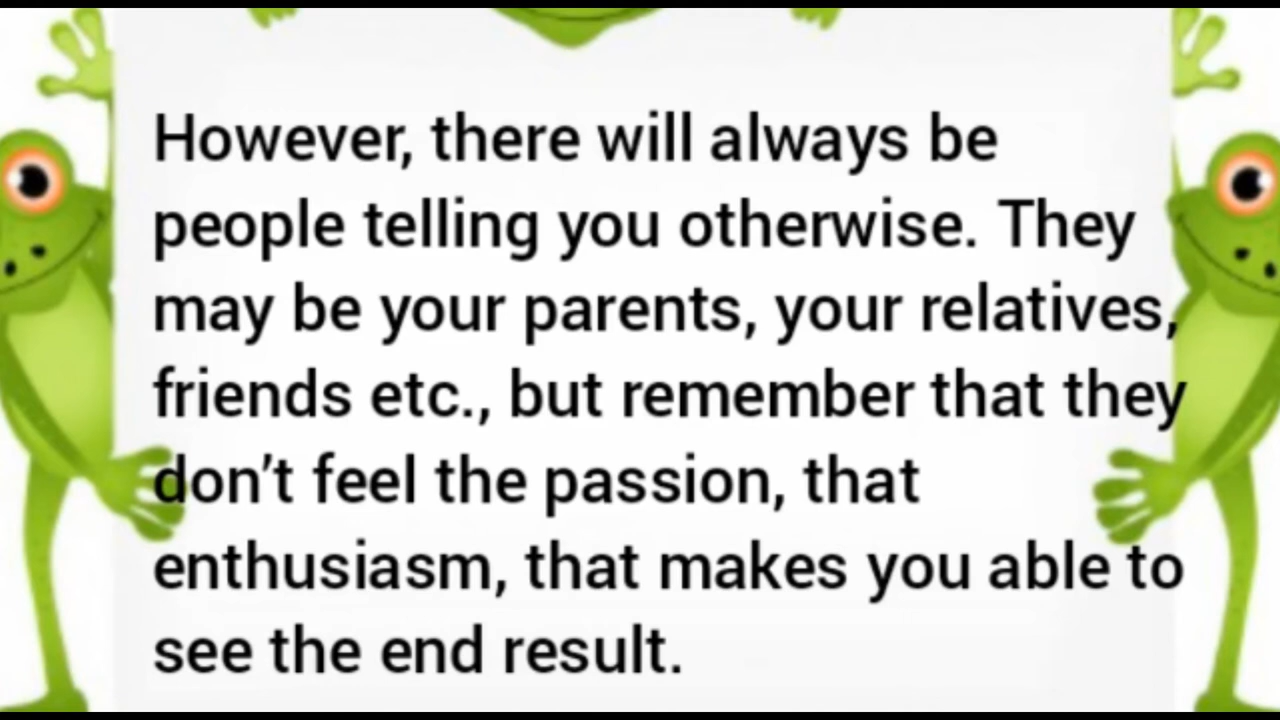 However, there will always be
people telling you otherwise. They
may be your parents, your relatives,
friends etc., but remember that they
don't feel the passion, that
enthusiasm, that makes you able to
see the end result.